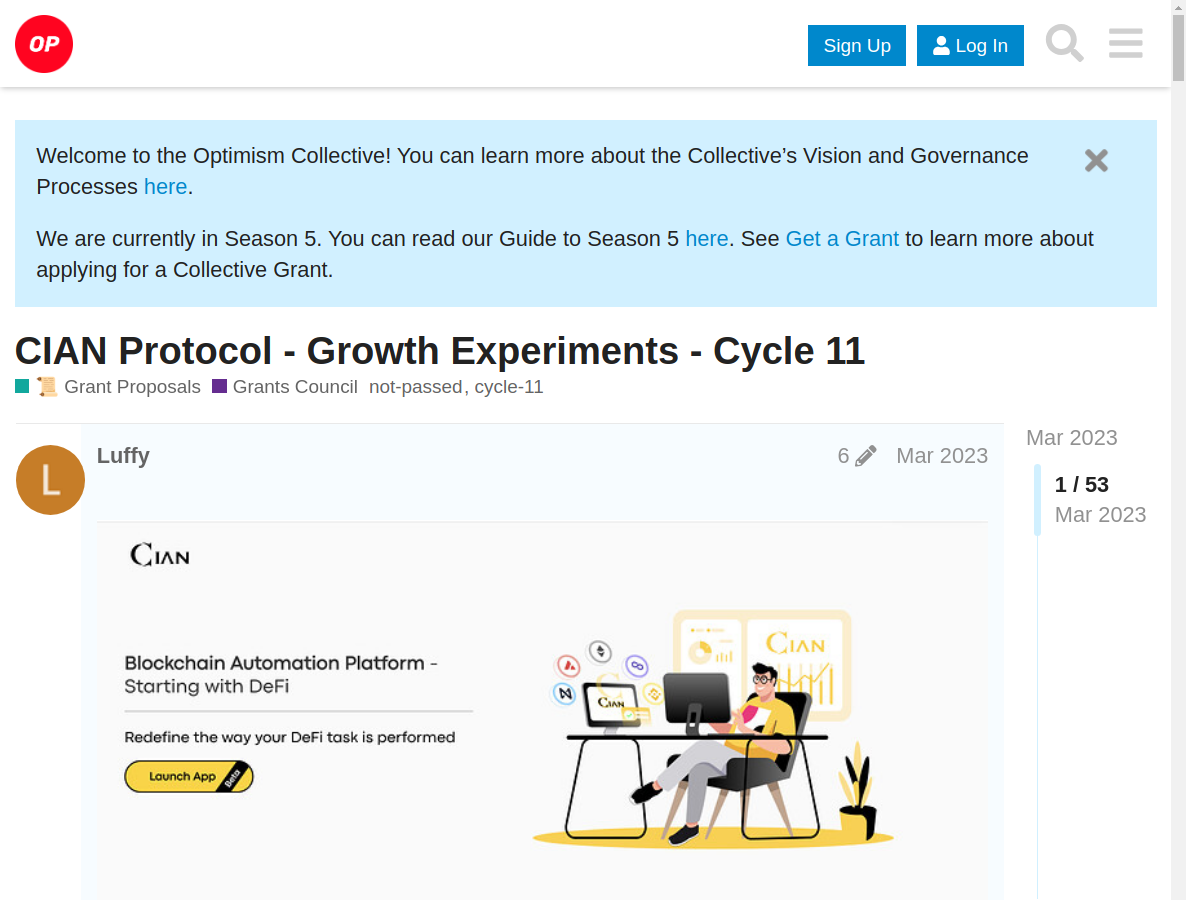 OP
Sign Up
Log In
Welcome to the Optimism Collective! You can learn more about the Collective’s Vision and Governance
Processes here.
We are currently in Season 5. You can read our Guide to Season 5 here. See Get a Grant to learn more about
applying for a Collective Grant.
CIAN Protocol - Growth Experiments - Cycle 11
Grant Proposals Grants Council not-passed, cycle-11
L
Luffy
6
Mar 2023
Mar 2023
1 / 53
Mar 2023
CIAN
Blockchain Automation Platform -
Starting with DeFi
Redefine the way your DeFi task is performed
Launch App
Beta
CIAN
CIAN